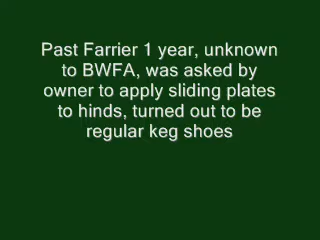 Past Farrier 1 year, unknown
to BWFA, was asked by
owner to apply sliding plates
to hinds, turned out to be
regular keg shoes